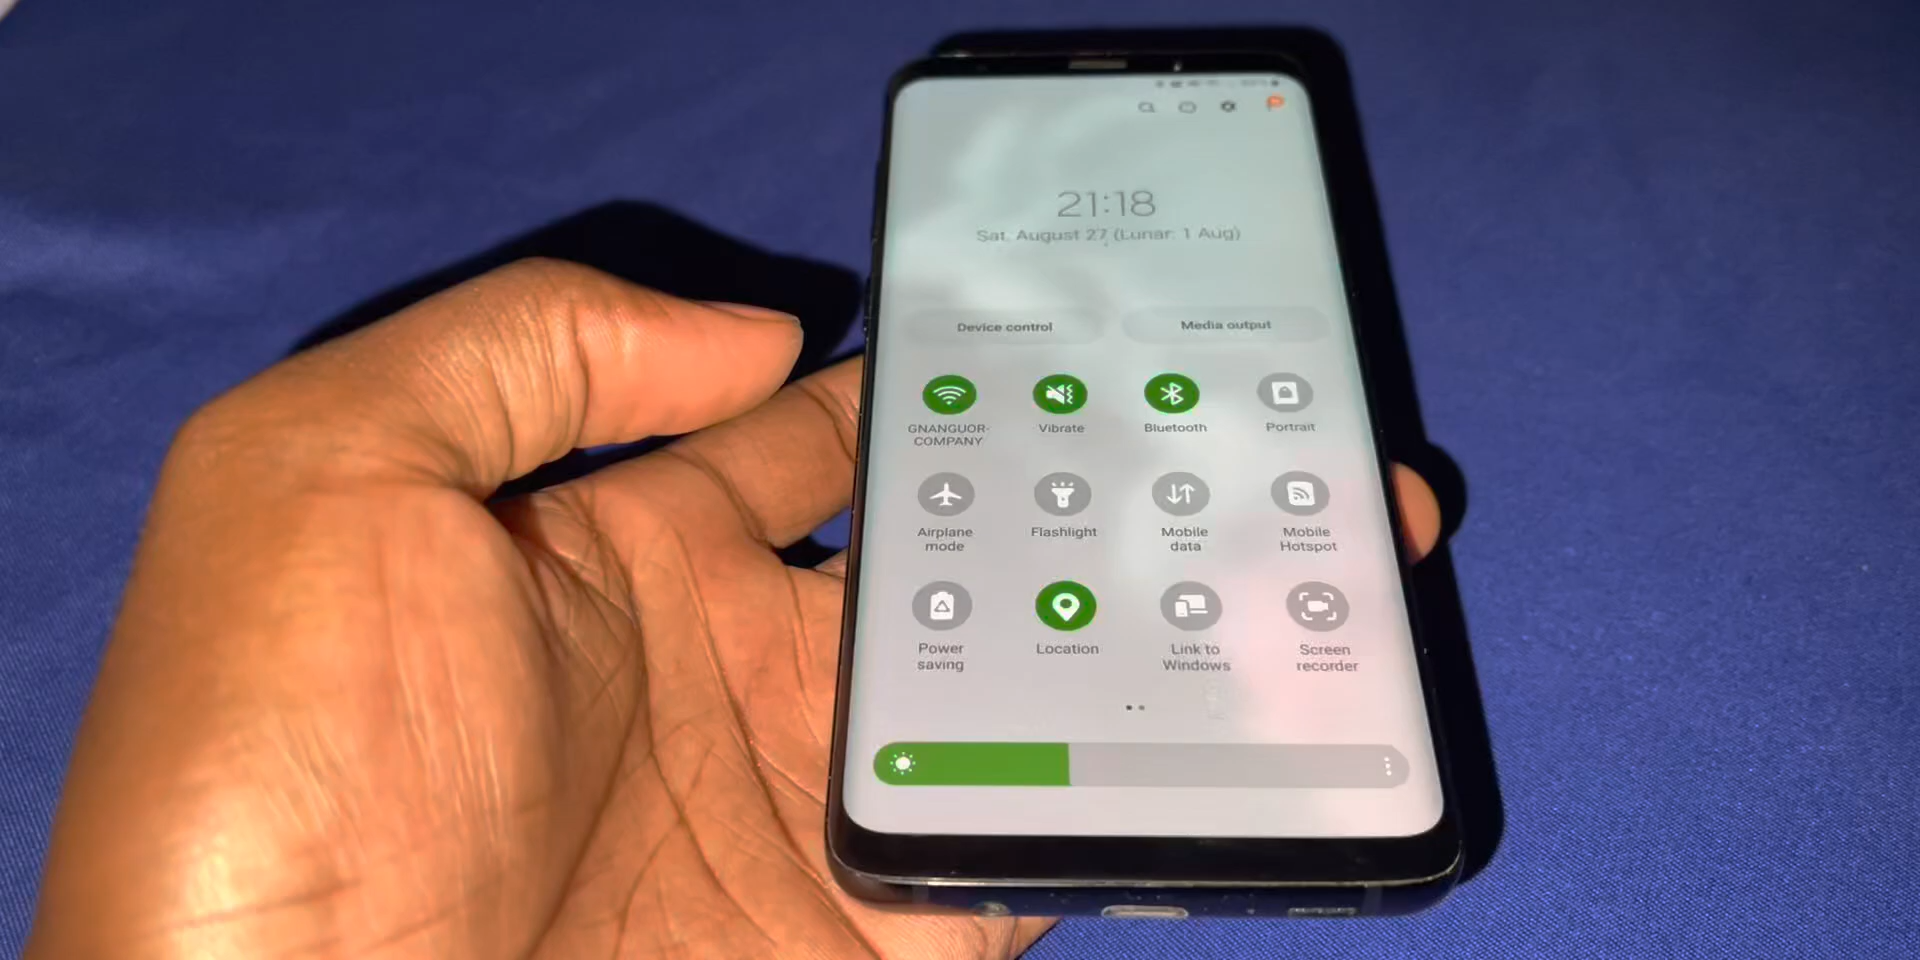 21:18
Sat, August 27 (Lunar: 1 Aug)
Device control
Media output
GNANGUOR-
COMPANY
Vibrate
Bluetooth
Portrait
Airplane
mode
Flashlight
Mobile
data
Mobile
Hotspot
Power
saving
Location
Link to
Windows
Screen
recorder